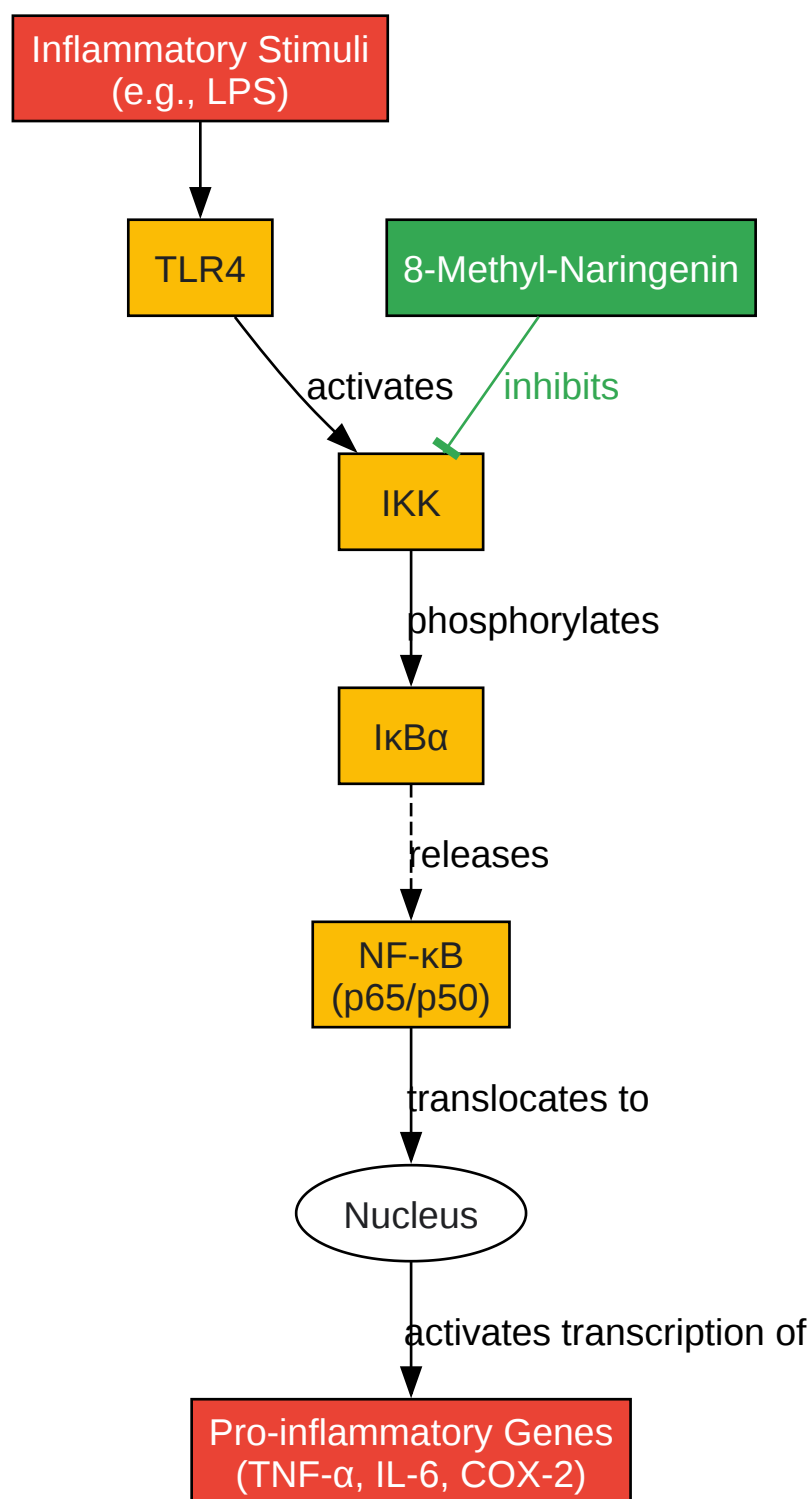 Inflammatory Stimuli
(e.g., LPS)
TLR4
8-Methyl-Naringenin
activates
inhibits
IKK
phosphorylates
IκBα
releases
NF-κB
(p65/p50)
translocates to
Nucleus
activates transcription of
Pro-inflammatory Genes
(TNF-α, IL-6, COX-2)